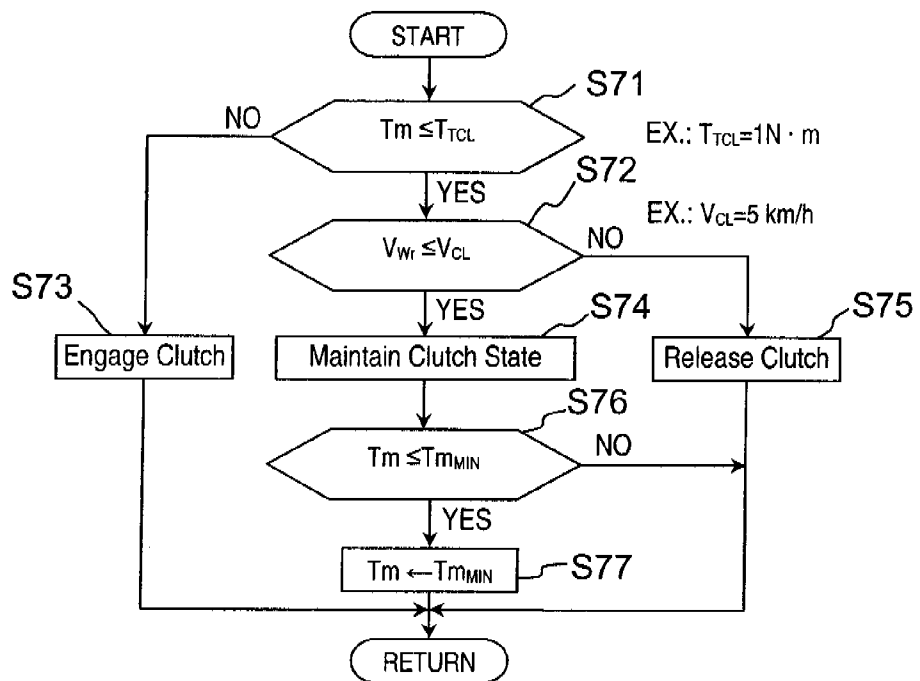 START
S71
NO
Tm ≤T_TCL
EX.: T_TCL=1N · m
YES
S72
EX.: V_CL=5 km/h
V_Wr ≤V_CL
NO
S73
YES
S74
S75
Engage Clutch
Maintain Clutch State
Release Clutch
S76
Tm ≤Tm_MIN
NO
YES
Tm ←Tm_MIN
S77
RETURN